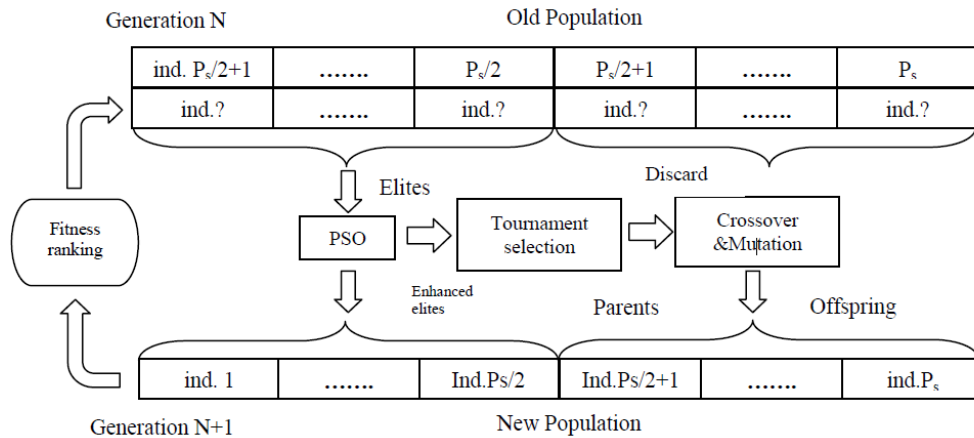 Generation N
Old Population
ind. Pₛ/2+1 ....... Pₛ/2 Pₛ/2+1 ....... Pₛ
ind.? ....... ind.? ind.? ....... ind.?
Elites
Discard
Fitness
ranking
PSO
Tournament
selection
Crossover
&Mutation
Enhanced
elites
Parents
Offspring
ind. 1 ....... Ind.Ps/2 Ind.Ps/2+1 ....... ind.Pₛ
Generation N+1
New Population